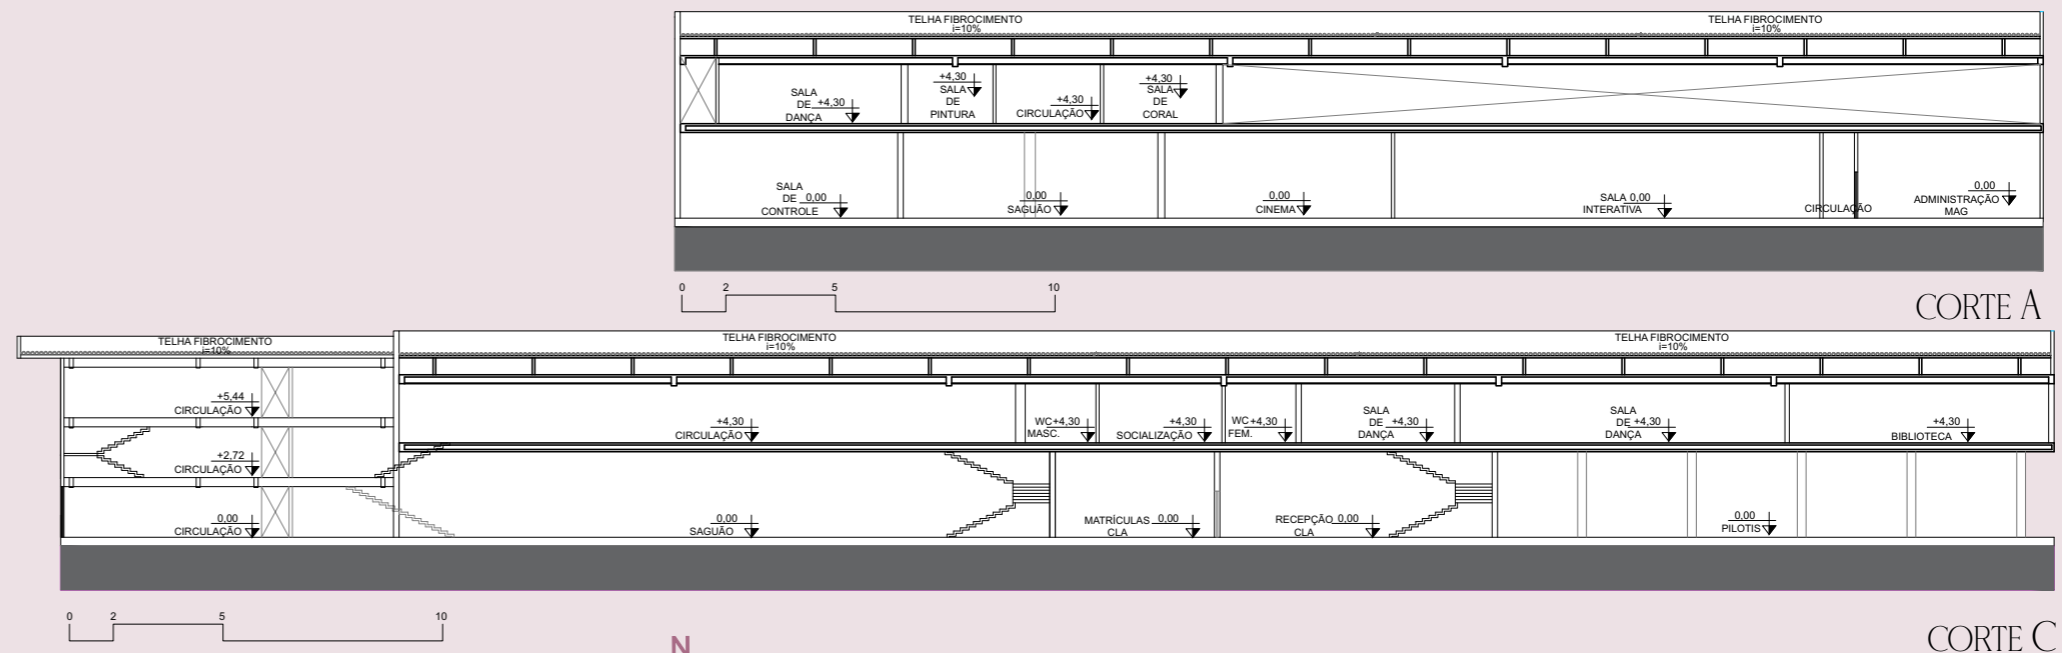 TELHA FIBROCIMENTO
i=10%
TELHA FIBROCIMENTO
i=10%
SALA
DE +4,30
DANÇA
+4,30
SALA
DE
PINTURA
+4,30
CIRCULAÇÃO
+4,30
SALA
DE
CORAL
SALA
DE 0,00
CONTROLE
0,00
SAGUÃO
0,00
CINEMA
SALA 0,00
INTERATIVA
CIRCULAÇÃO
0,00
ADMINISTRAÇÃO
MAG
0 2 5 10
CORTE A
TELHA FIBROCIMENTO
i=10%
TELHA FIBROCIMENTO
i=10%
TELHA FIBROCIMENTO
i=10%
+5,44
CIRCULAÇÃO
+2,72
CIRCULAÇÃO
0,00
CIRCULAÇÃO
+4,30
CIRCULAÇÃO
WC +4,30
MASC.
+4,30
SOCIALIZAÇÃO
WC +4,30
FEM.
SALA
DE +4,30
DANÇA
SALA
DE +4,30
DANÇA
+4,30
BIBLIOTECA
0,00
SAGUÃO
MATRÍCULAS 0,00
CLA
RECEPÇÃO 0,00
CLA
0,00
PILOTIS
0 2 5 10
N
CORTE C